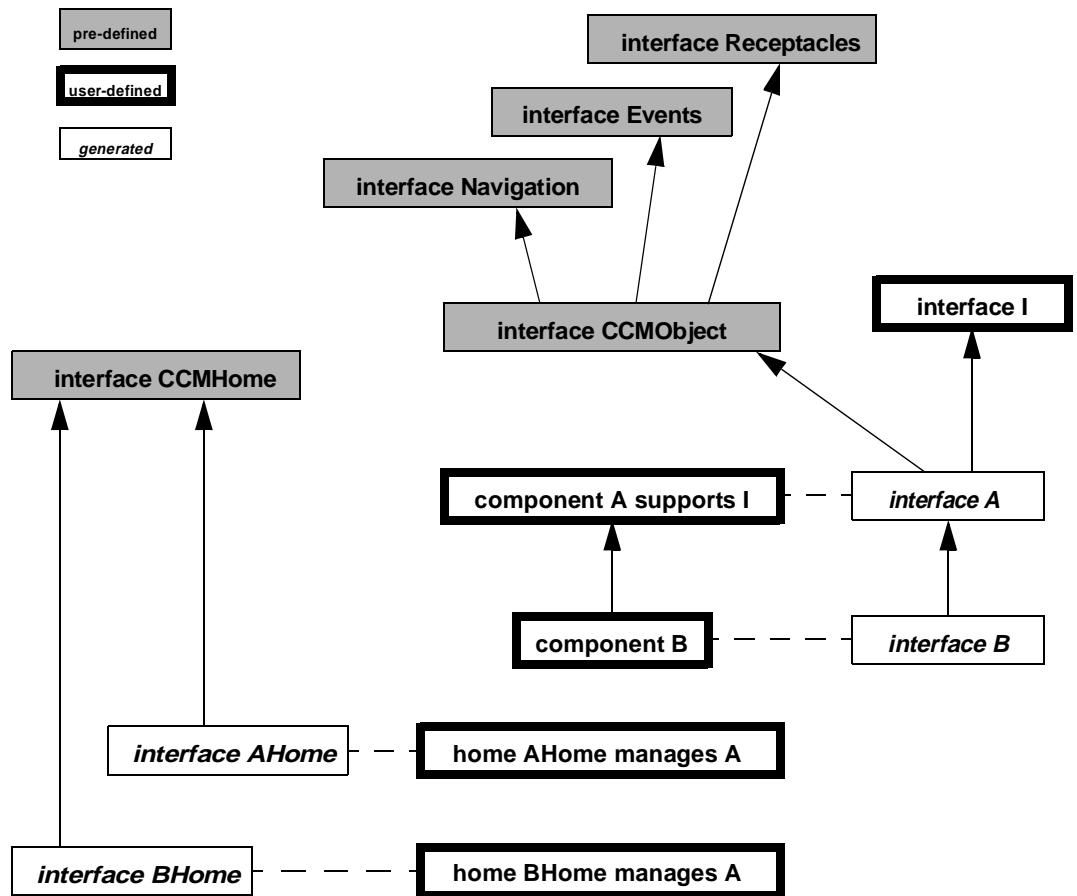 pre-defined
user-defined
generated
interface Receptacles
interface Events
interface Navigation
interface I
interface CCMObject
interface CCMHome
component A supports I
interface A
component B
interface B
interface AHome
home AHome manages A
interface BHome
home BHome manages A